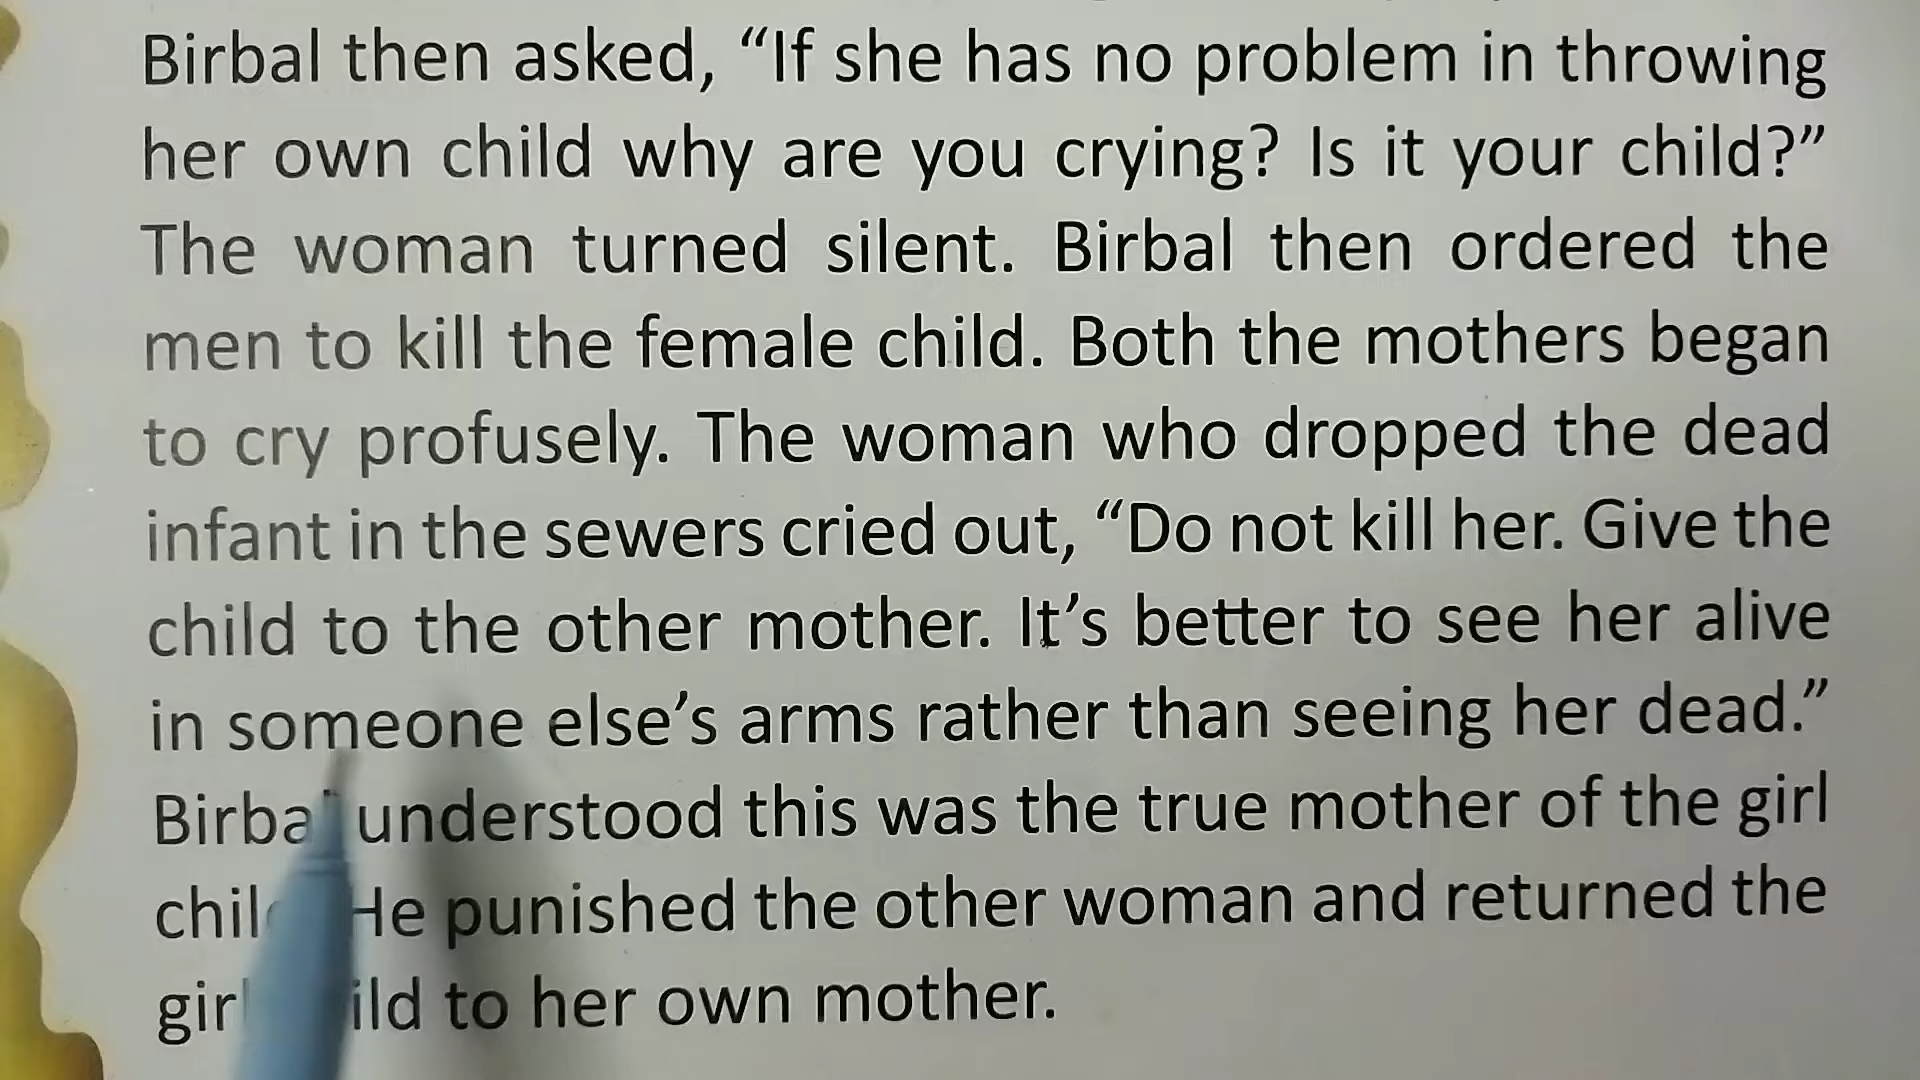 Birbal then asked, “If she has no problem in throwing
her own child why are you crying? Is it your child?”
The woman turned silent. Birbal then ordered the
men to kill the female child. Both the mothers began
to cry profusely. The woman who dropped the dead
infant in the sewers cried out, “Do not kill her. Give the
child to the other mother. It’s better to see her alive
in someone else’s arms rather than seeing her dead.”
understood this was the true mother of the girl
He punished the other woman and returned the
to her own mother.